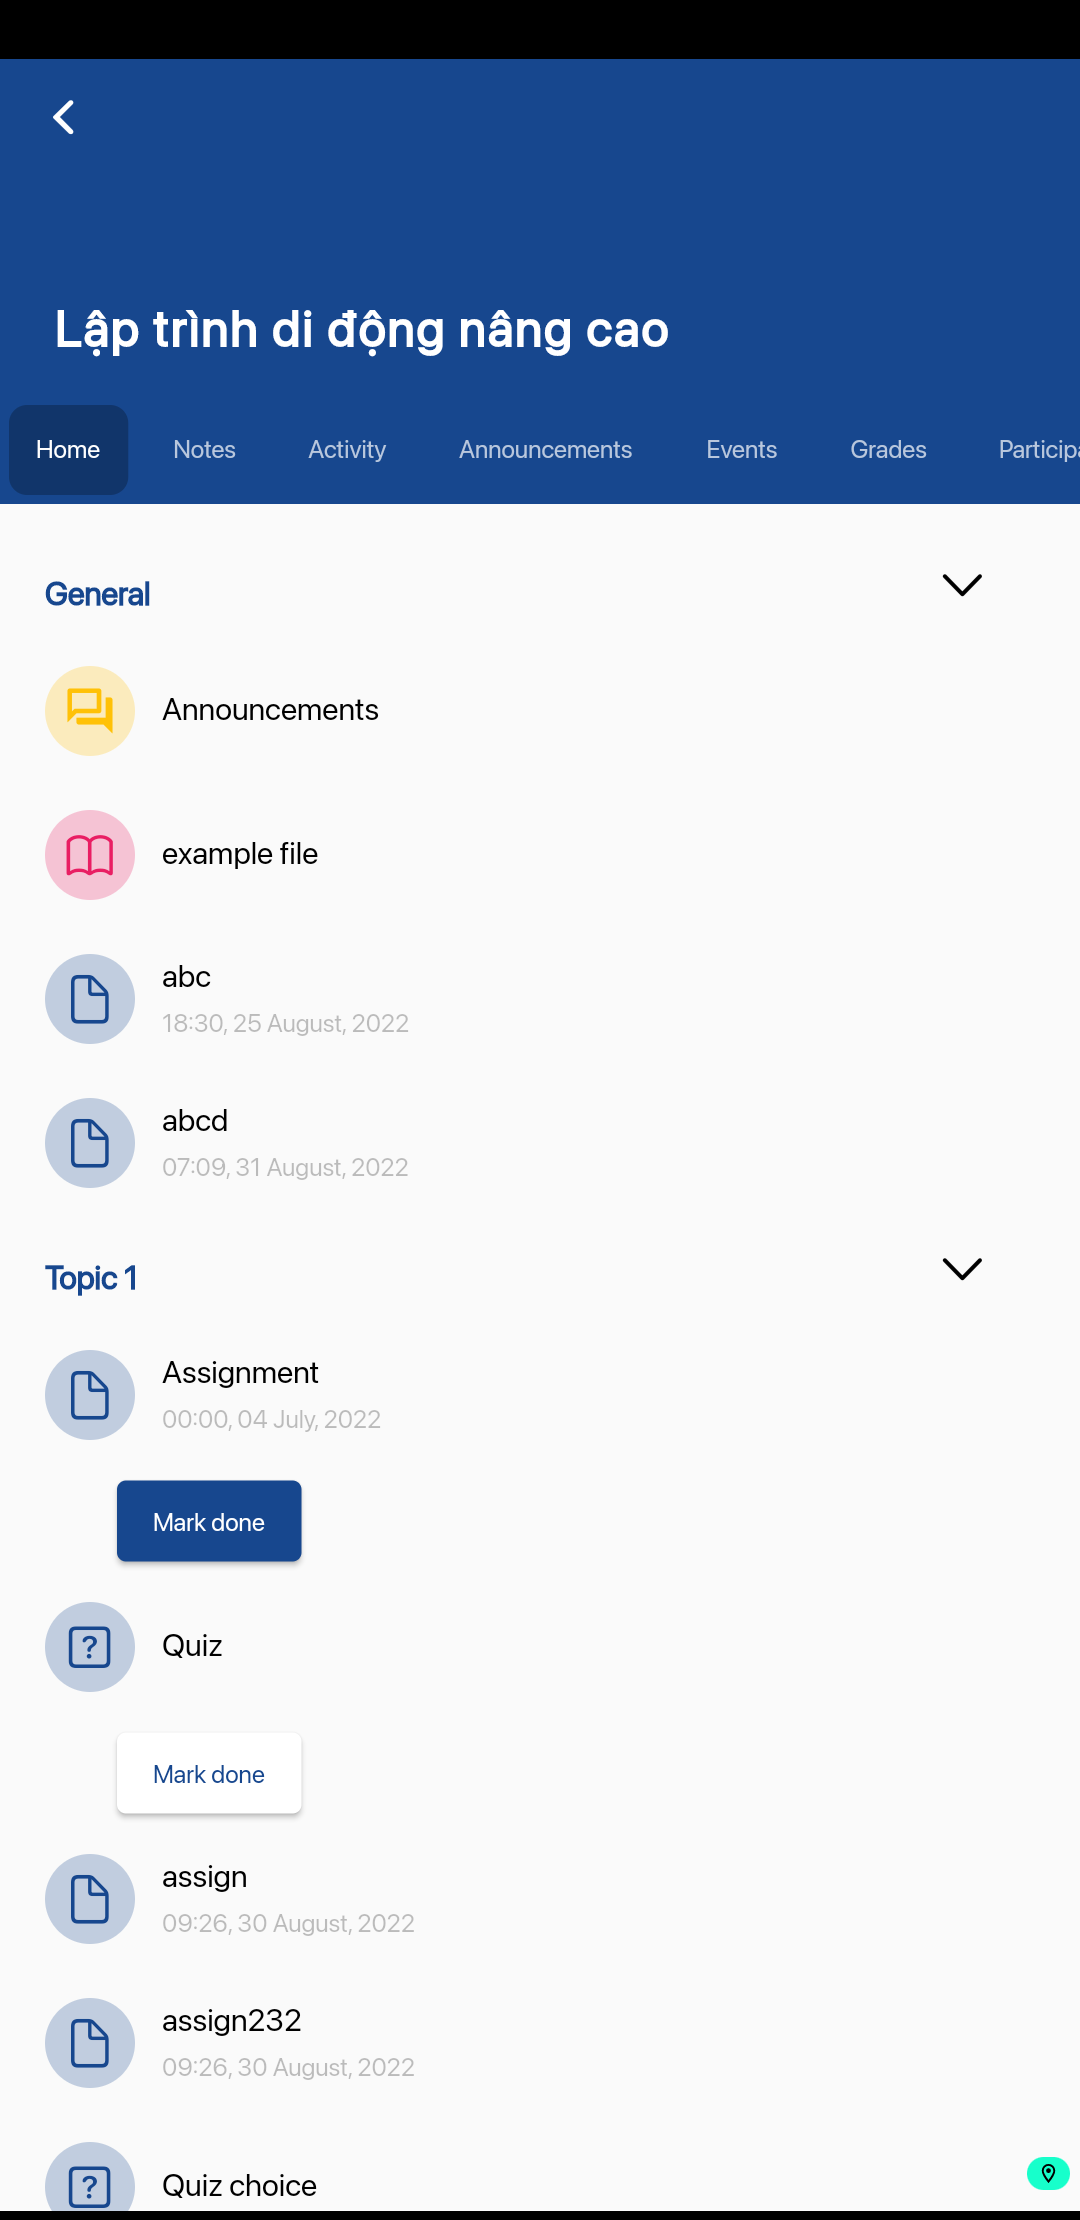 Lập trình di động nâng cao
Home Notes Activity Announcements Events Grades Participa
General
Announcements
example file
abc
18:30, 25 August, 2022
abcd
07:09, 31 August, 2022
Topic 1
Assignment
00:00, 04 July, 2022
Mark done
Quiz
Mark done
assign
09:26, 30 August, 2022
assign232
09:26, 30 August, 2022
Quiz choice